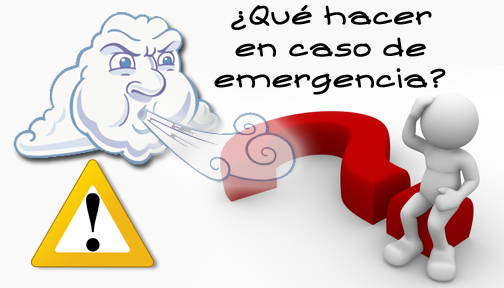 ¿Qué hacer
en caso de
emergencia?
!